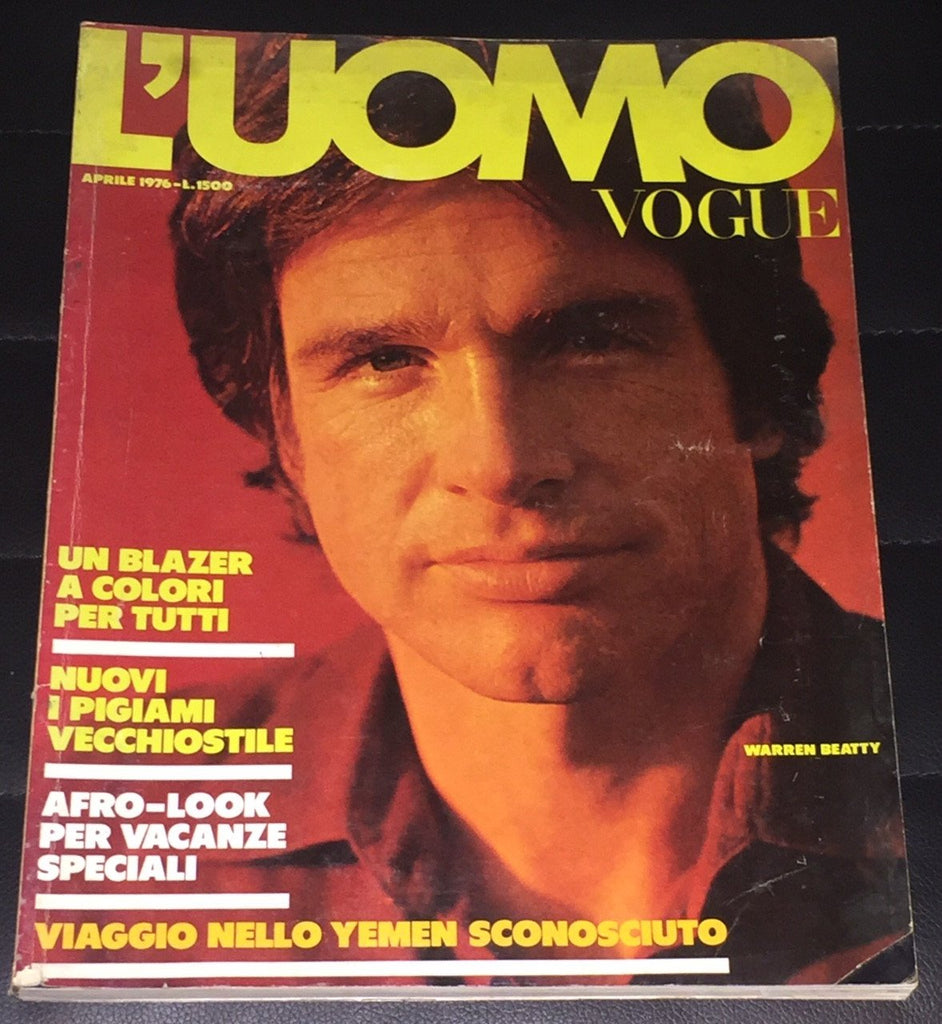 L'UOMO
APRILE 1976-L.1500
VOGUE
UN BLAZER
A COLORI
PER TUTTI
NUOVI
I PIGIAMI
VECCHIOSTILE
WARREN BEATTY
AFRO-LOOK
PER VACANZE
SPECIALI
VIAGGIO NELLO YEMEN SCONOSCIUTO